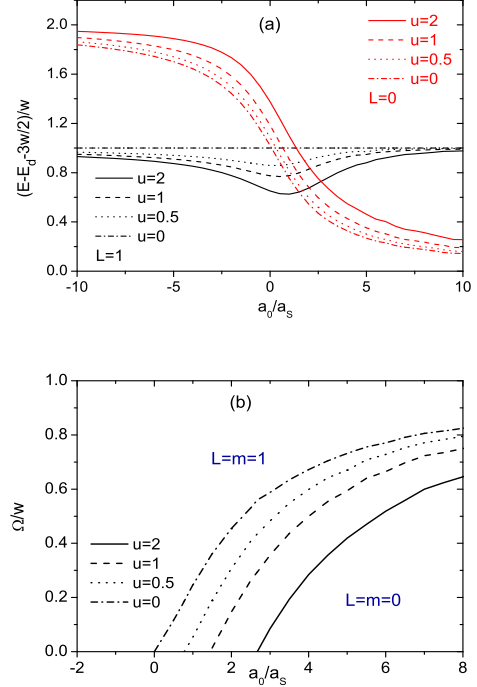 (a)
u=2
u=1
u=0.5
u=0
L=0
(E-E_d-3w/2)/w
2.0
1.6
1.2
0.8
0.4
0.0
u=2
u=1
u=0.5
u=0
L=1
-10
-5
0
5
10
a_0/a_S
(b)
1.0
0.8
0.6
0.4
0.2
0.0
Ω/w
L=m=1
u=2
u=1
u=0.5
u=0
L=m=0
-2
0
2
4
6
8
a_0/a_S